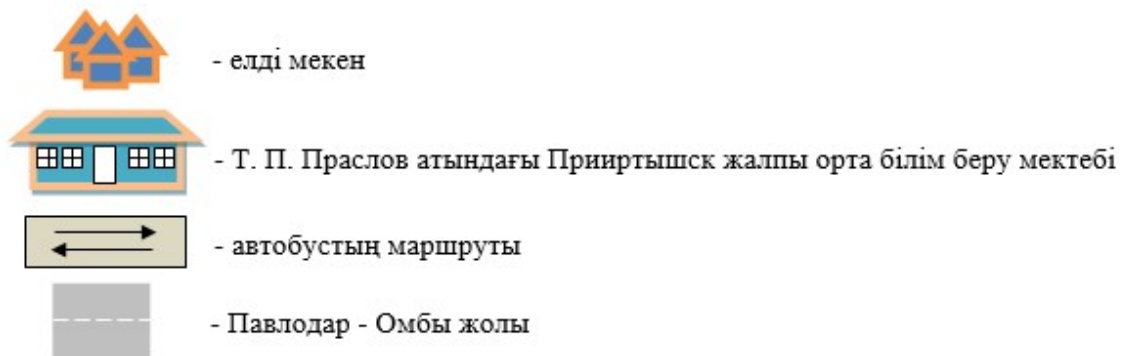 - елді мекен
- Т. П. Праслов атындағы Прииртышск жалпы орта білім беру мектебі
- автобустың маршруты
- Павлодар - Омбы жолы